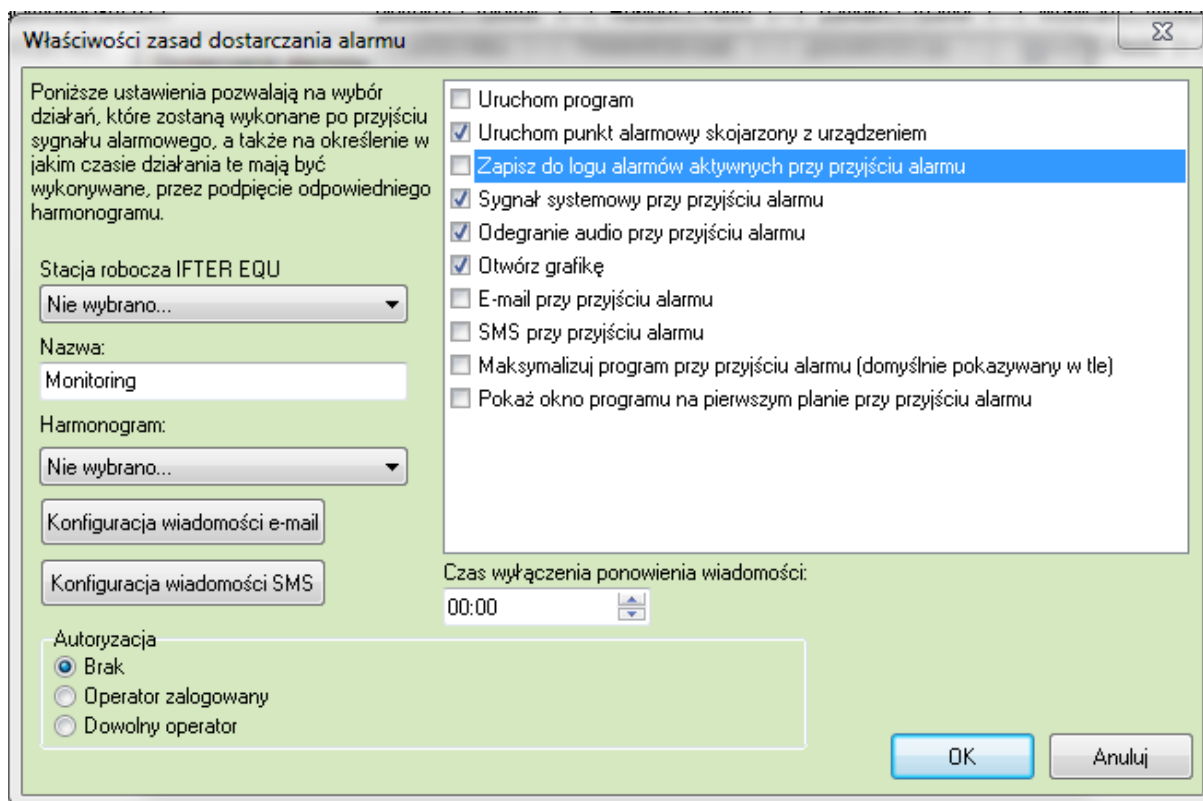 Właściwości zasad dostarczania alarmu
Poniższe ustawienia pozwalają na wybór
działań, które zostaną wykonane po przyjściu
sygnału alarmowego, a także na określenie w
jakim czasie działania te mają być
wykonywane, przez podpięcie odpowiedniego
harmonogramu.
Stacja robocza IFTER EQU
Nie wybrano...
Nazwa:
Monitoring
Harmonogram:
Nie wybrano...
Konfiguracja wiadomości e-mail
Konfiguracja wiadomości SMS
Uruchom program
Uruchom punkt alarmowy skojarzony z urządzeniem
Zapisz do logu alarmów aktywnych przy przyjściu alarmu
Sygnał systemowy przy przyjściu alarmu
Odegranie audio przy przyjściu alarmu
Otwórz grafikę
E-mail przy przyjściu alarmu
SMS przy przyjściu alarmu
Maksymalizuj program przy przyjściu alarmu (domyślnie pokazywany w tle)
Pokaż okno programu na pierwszym planie przy przyjściu alarmu
Czas wyłączenia ponowienia wiadomości:
00:00
Autoryzacja
Brak
Operator zalogowany
Dowolny operator
OK
Anuluj